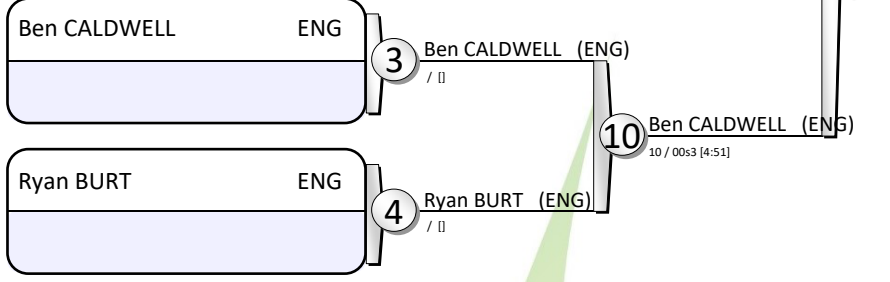 Ben CALDWELL ENG
3
Ben CALDWELL (ENG)
/ []
10
Ben CALDWELL (ENG)
10 / 00s3 [4:51]
Ryan BURT ENG
4
Ryan BURT (ENG)
/ []